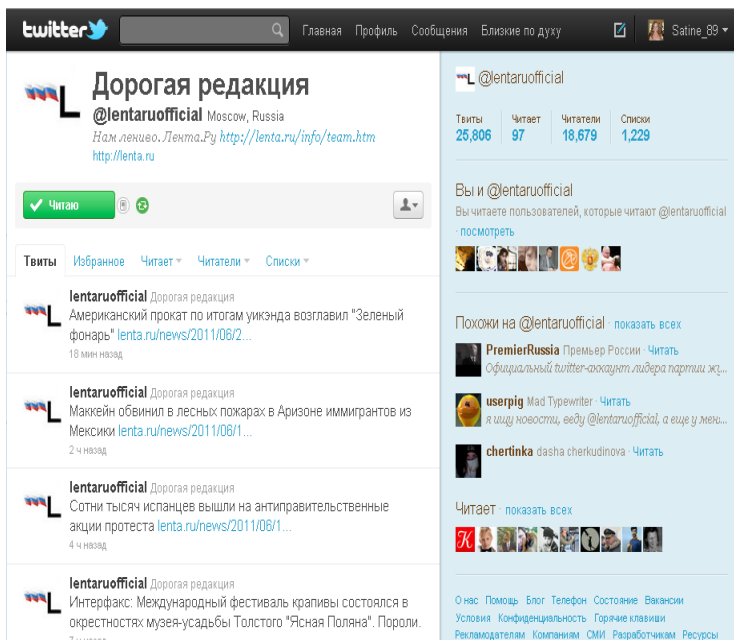 twitter
Главная Профиль Сообщения Близкие по духу
Satine_89
L
Дорогая редакция
@lentaruofficial Moscow, Russia
Нам лениво. Лента.Ру http://lenta.ru/info/team.htm
http://lenta.ru
Читаю
Твиты Избранное Читает Читатели Списки
lentaruofficial Дорогая редакция
Американский прокат по итогам уикэнда возглавил "Зеленый
фонарь" lenta.ru/news/2011/06/2...
18 мин назад
lentaruofficial Дорогая редакция
Маккейн обвинил в лесных пожарах в Аризоне иммигрантов из
Мексики lenta.ru/news/2011/06/1...
2 ч назад
lentaruofficial Дорогая редакция
Сотни тысяч испанцев вышли на антиправительственные
акции протеста lenta.ru/news/2011/06/1...
4 ч назад
lentaruofficial Дорогая редакция
Интерфакс: Международный фестиваль крапивы состоялся в
окрестностях музея-усадьбы Толстого "Ясная Поляна". Пороли.
@lentaruofficial
Твиты Читает Читатели Списки
25,806 97 18,679 1,229
Вы и @lentaruofficial
Вы читаете пользователей, которые читают @lentaruofficial
· посмотреть
Похожи на @lentaruofficial · показать всех
PremierRussia Премьер России · Читать
Официальный twitter-аккаунт лидера партии жу...
userpig Mad Typewriter · Читать
я ищу новости, веду @lentaruofficial, а еще у мен...
chertinka dasha cherkudinova · Читать
Читает · показать всех
К
О нас Помощь Блог Телефон Состояние Вакансии
Условия Конфиденциальность Горячие клавиши
Рекламодателям Компаниям СМИ Разработчикам Ресурсы